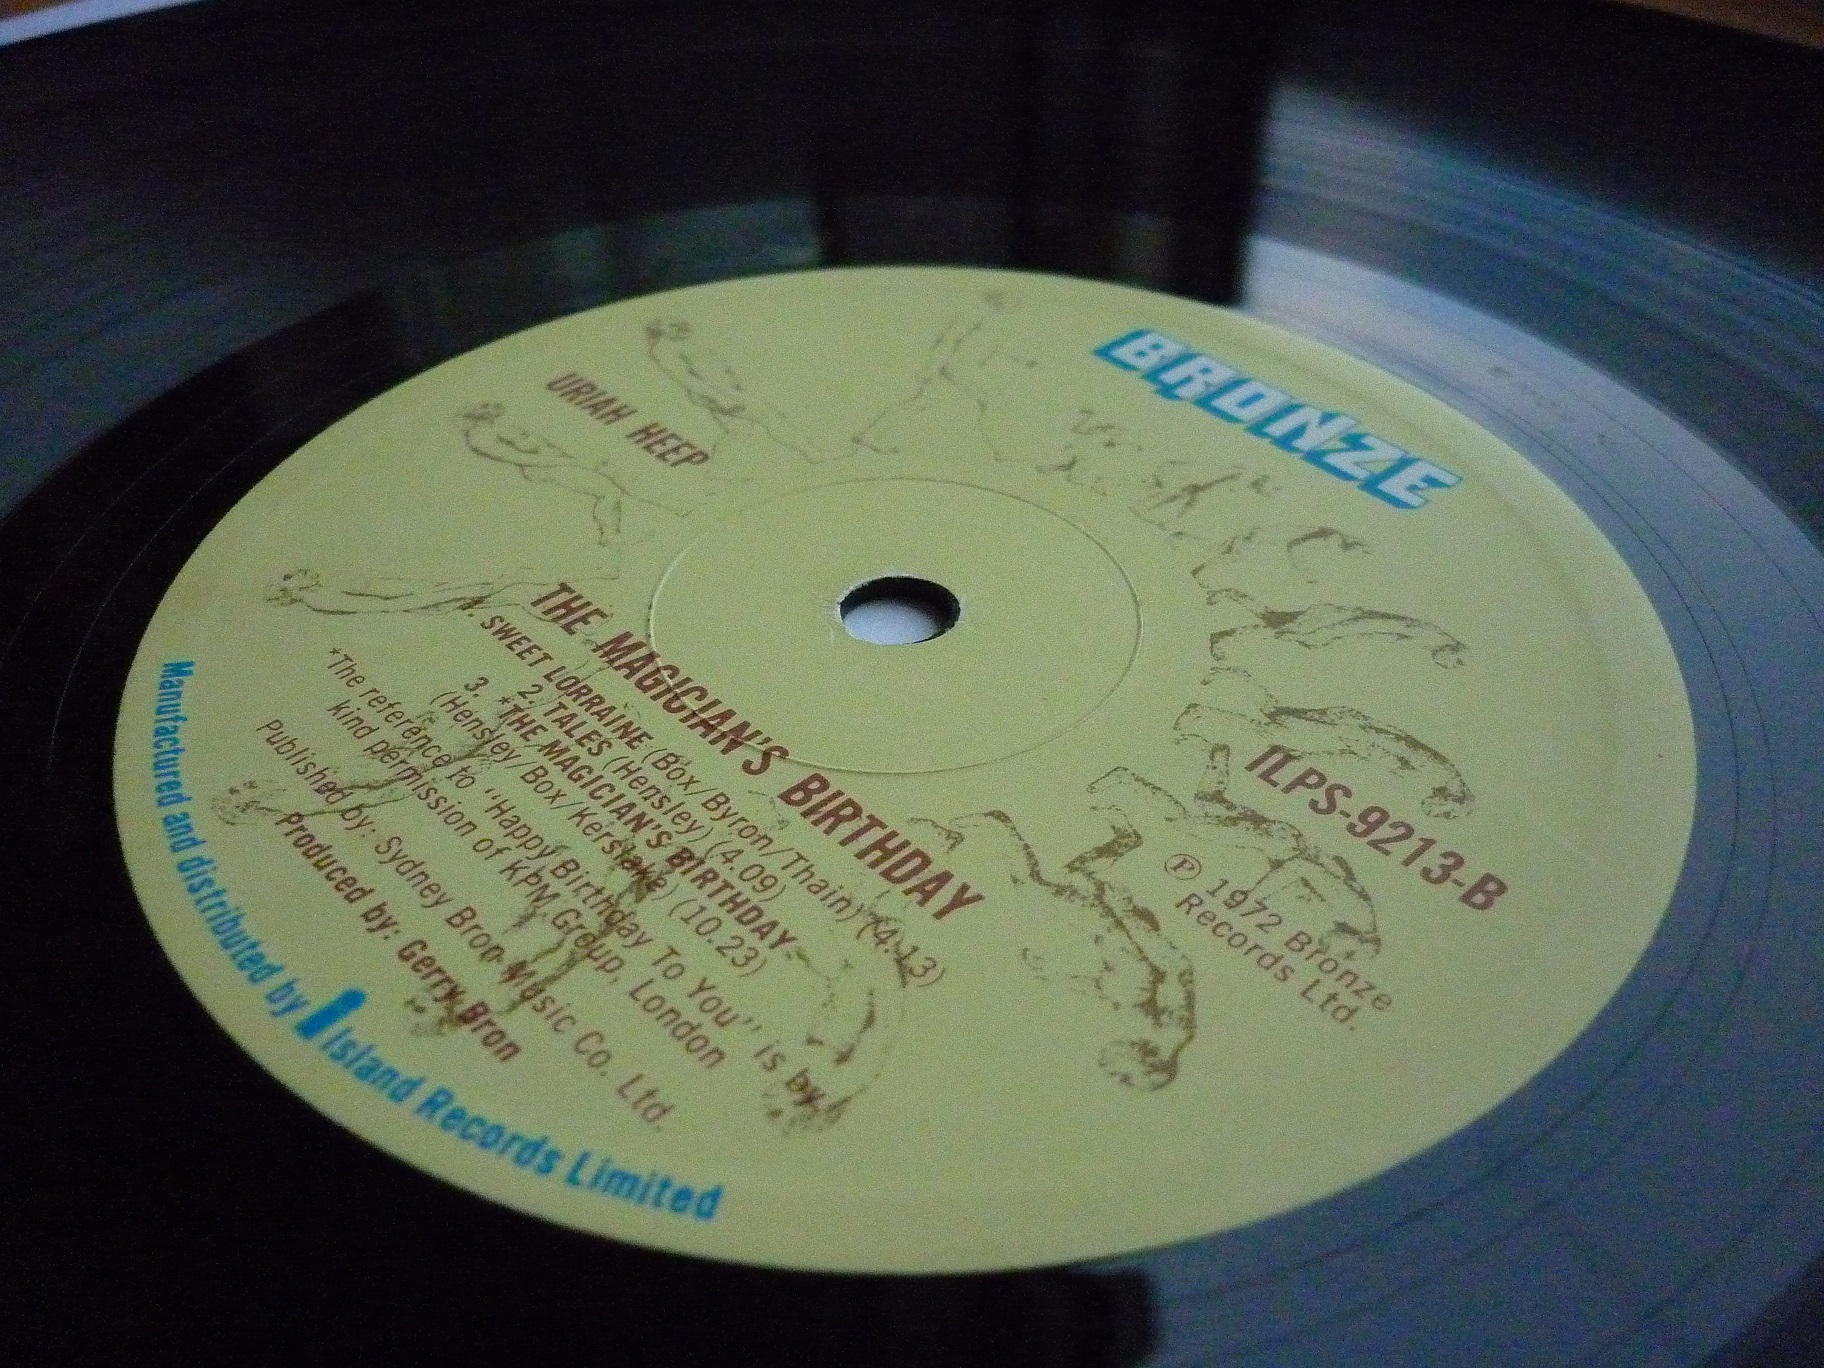 BRONZE
URIAH HEEP
ILPS-9213-B
Ⓟ 1972 Bronze
Records Ltd.
THE MAGICIAN'S BIRTHDAY
1. SWEET LORRAINE (Box/Byron/Thain) (4.13)
2. TALES (Hensley) (4.09)
3. *THE MAGICIAN'S BIRTHDAY
(Hensley/Box/Kerslake) (10.23)
*The reference to "Happy Birthday To You" is by
kind permission of KPM Group, London
Published by: Sydney Bron Music Co. Ltd.
Produced by: Gerry Bron
Manufactured and distributed by Island Records Limited